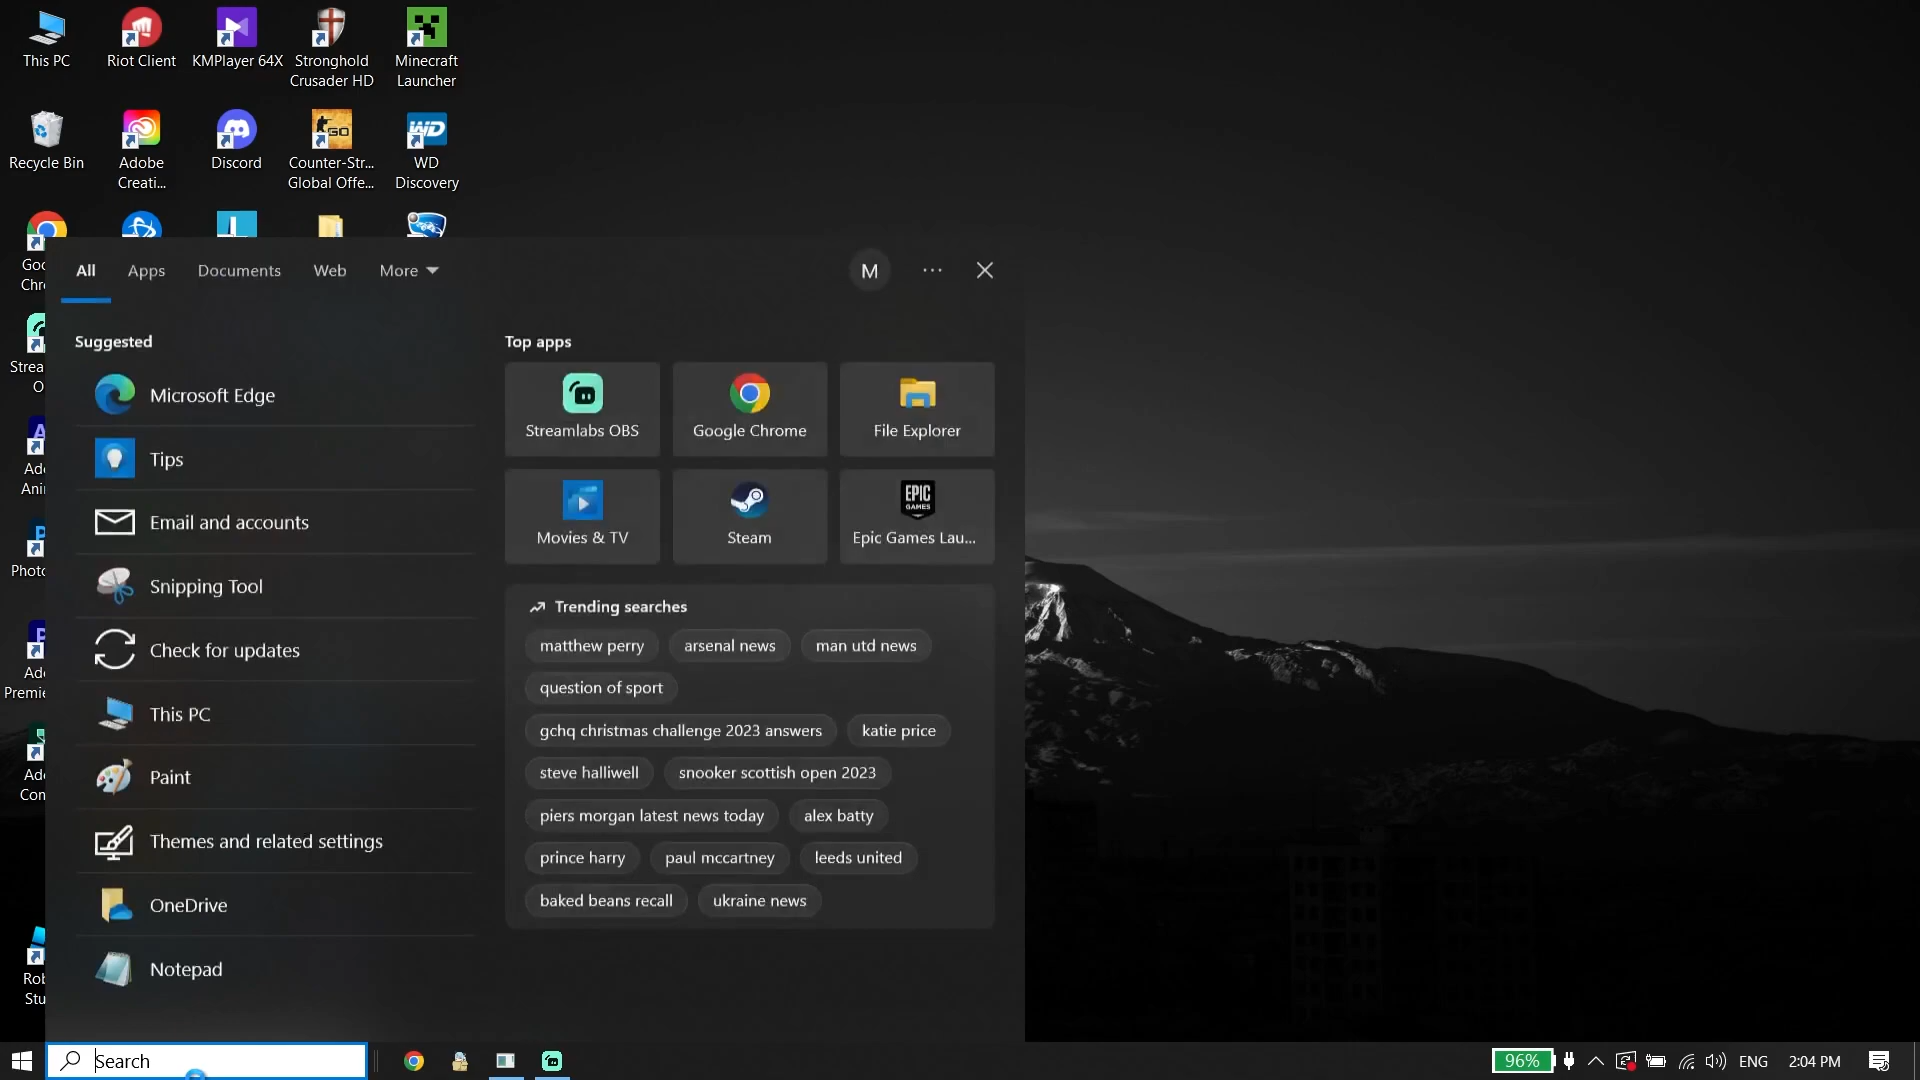 This PC
Riot Client
KMPlayer 64X
Stronghold
Crusader HD
Minecraft
Launcher
Recycle Bin
Adobe
Creati...
Discord
Counter-Str...
Global Offe...
WD
Discovery
All
Apps
Documents
Web
More
M
Suggested
Microsoft Edge
Tips
Email and accounts
Snipping Tool
Check for updates
This PC
Paint
Themes and related settings
OneDrive
Notepad
Top apps
Streamlabs OBS
Google Chrome
File Explorer
Movies & TV
Steam
EPIC
GAMES
Epic Games Lau...
Trending searches
matthew perry
arsenal news
man utd news
question of sport
gchq christmas challenge 2023 answers
katie price
steve halliwell
snooker scottish open 2023
piers morgan latest news today
alex batty
prince harry
paul mccartney
leeds united
baked beans recall
ukraine news
Search
96%
ENG
2:04 PM